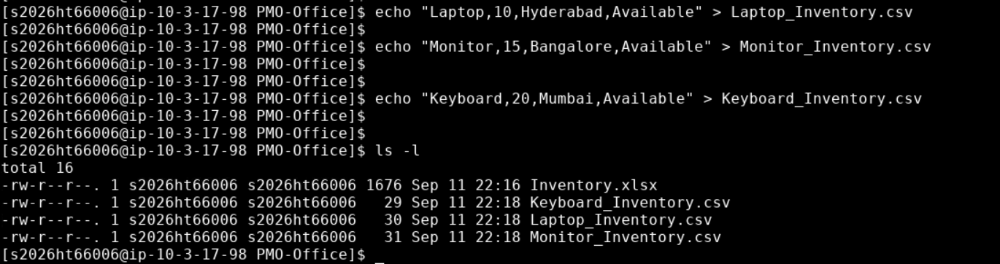 [s2026ht66006@ip-10-3-17-98 PMO-Office]$ echo "Laptop,10,Hyderabad,Available" > Laptop_Inventory.csv
[s2026ht66006@ip-10-3-17-98 PMO-Office]$
[s2026ht66006@ip-10-3-17-98 PMO-Office]$ echo "Monitor,15,Bangalore,Available" > Monitor_Inventory.csv
[s2026ht66006@ip-10-3-17-98 PMO-Office]$
[s2026ht66006@ip-10-3-17-98 PMO-Office]$
[s2026ht66006@ip-10-3-17-98 PMO-Office]$ echo "Keyboard,20,Mumbai,Available" > Keyboard_Inventory.csv
[s2026ht66006@ip-10-3-17-98 PMO-Office]$
[s2026ht66006@ip-10-3-17-98 PMO-Office]$
[s2026ht66006@ip-10-3-17-98 PMO-Office]$ ls -l
total 16
-rw-r--r--. 1 s2026ht66006 s2026ht66006 1676 Sep 11 22:16 Inventory.xlsx
-rw-r--r--. 1 s2026ht66006 s2026ht66006   29 Sep 11 22:18 Keyboard_Inventory.csv
-rw-r--r--. 1 s2026ht66006 s2026ht66006   30 Sep 11 22:18 Laptop_Inventory.csv
-rw-r--r--. 1 s2026ht66006 s2026ht66006   31 Sep 11 22:18 Monitor_Inventory.csv
[s2026ht66006@ip-10-3-17-98 PMO-Office]$ _